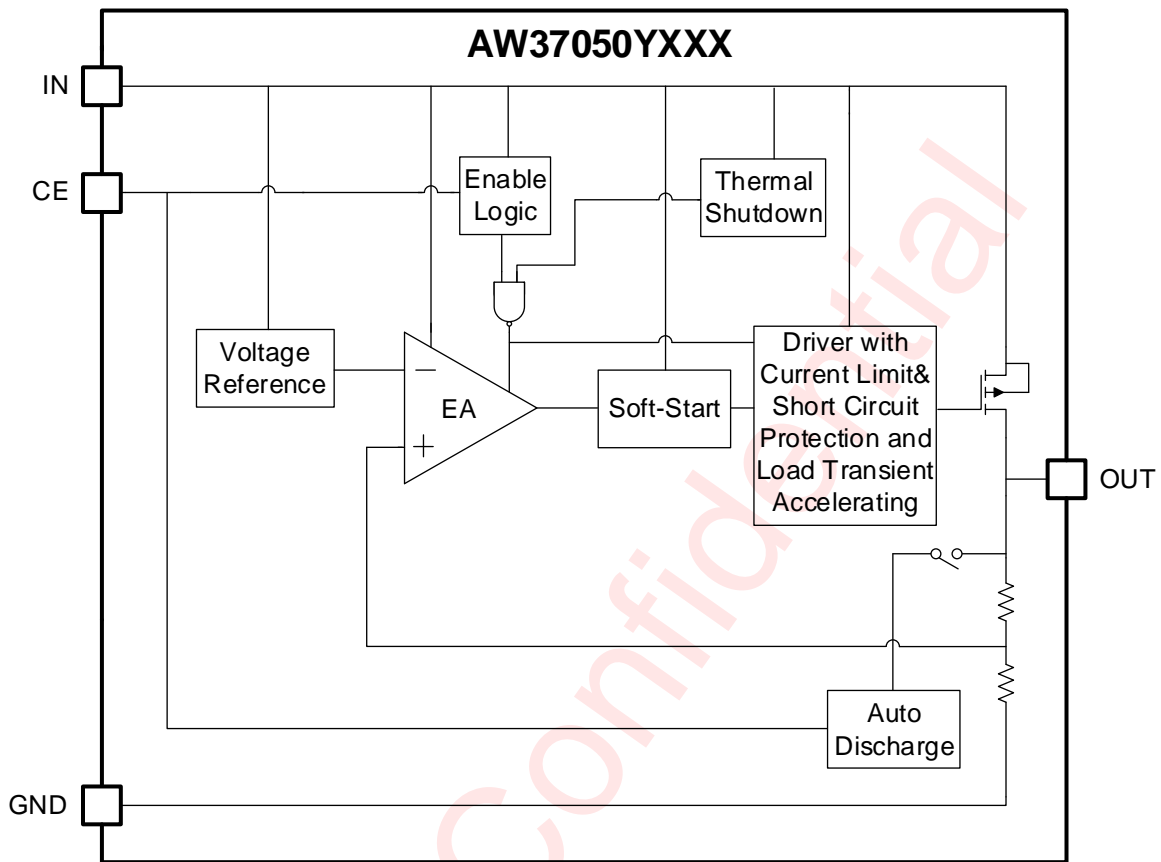 AW37050YXXX
IN
CE
Enable
Logic
Thermal
Shutdown
Voltage
Reference
−
EA
+
Soft-Start
Driver with
Current Limit&
Short Circuit
Protection and
Load Transient
Accelerating
OUT
Auto
Discharge
GND
Confidential